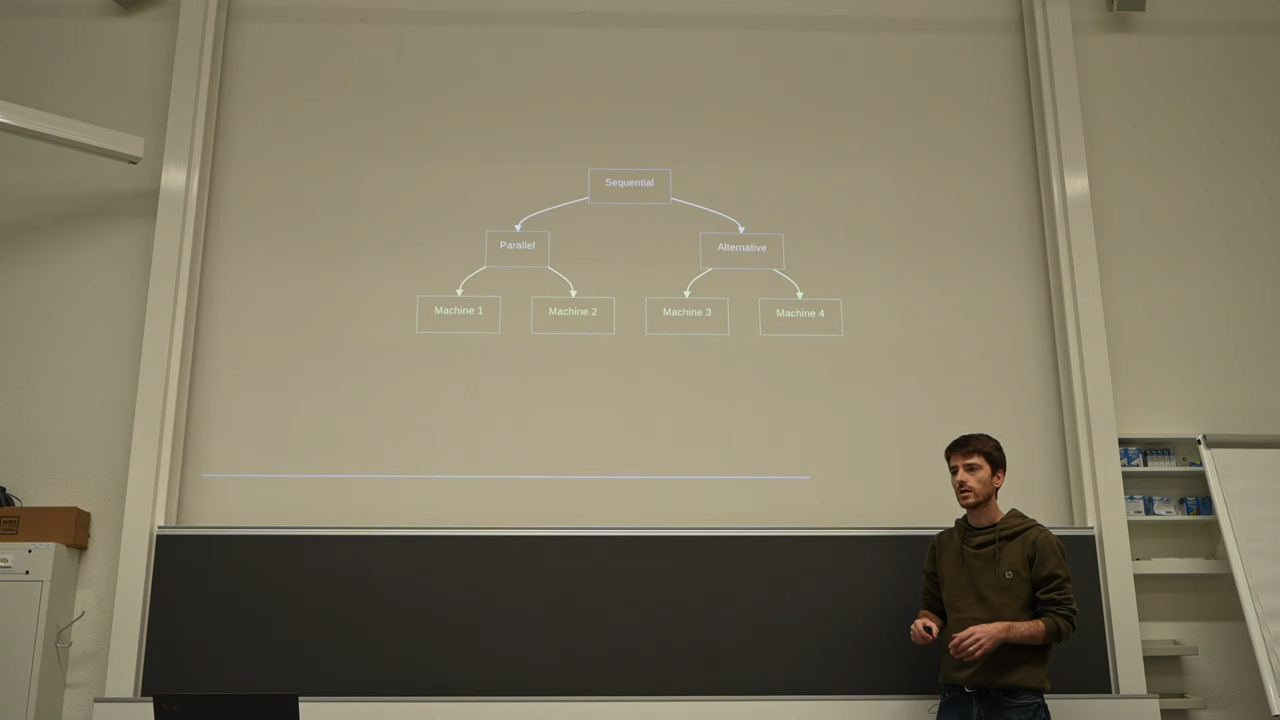 Sequential
Parallel
Alternative
Machine 1
Machine 2
Machine 3
Machine 4